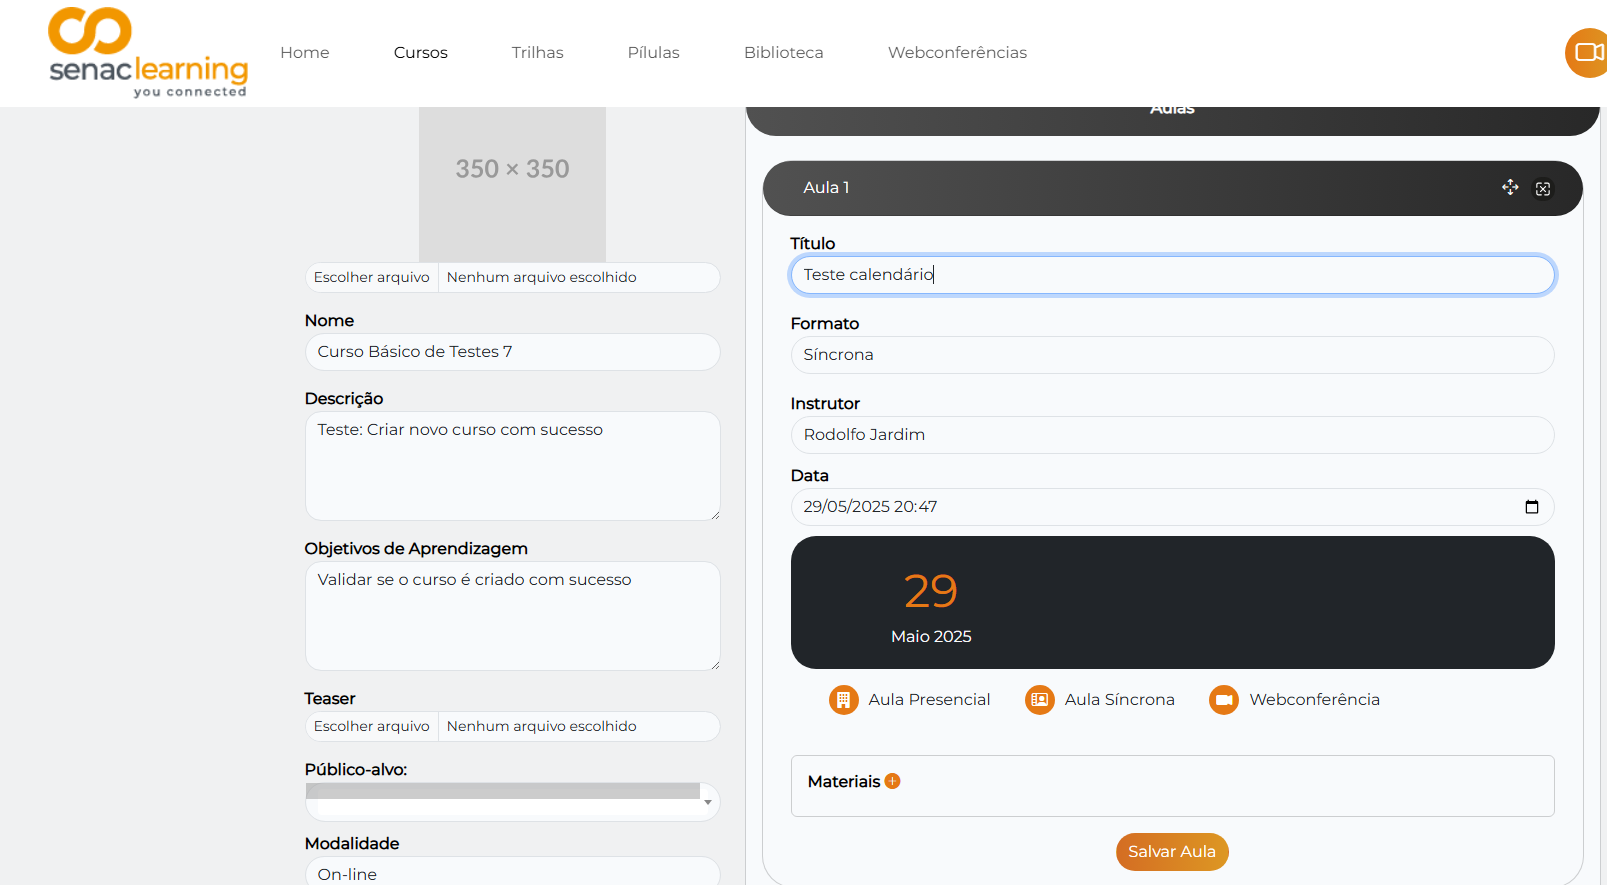 senaclearning
you connected
Home
Cursos
Trilhas
Pílulas
Biblioteca
Webconferências
350 × 350
Escolher arquivo
Nenhum arquivo escolhido
Nome
Curso Básico de Testes 7
Descrição
Teste: Criar novo curso com sucesso
Objetivos de Aprendizagem
Validar se o curso é criado com sucesso
Teaser
Escolher arquivo
Nenhum arquivo escolhido
Público-alvo:
Modalidade
On-line
Aulas
Aula 1
Título
Teste calendário
Formato
Síncrona
Instrutor
Rodolfo Jardim
Data
29/05/2025 20:47
29
Maio 2025
Aula Presencial
Aula Síncrona
Webconferência
Materiais
Salvar Aula